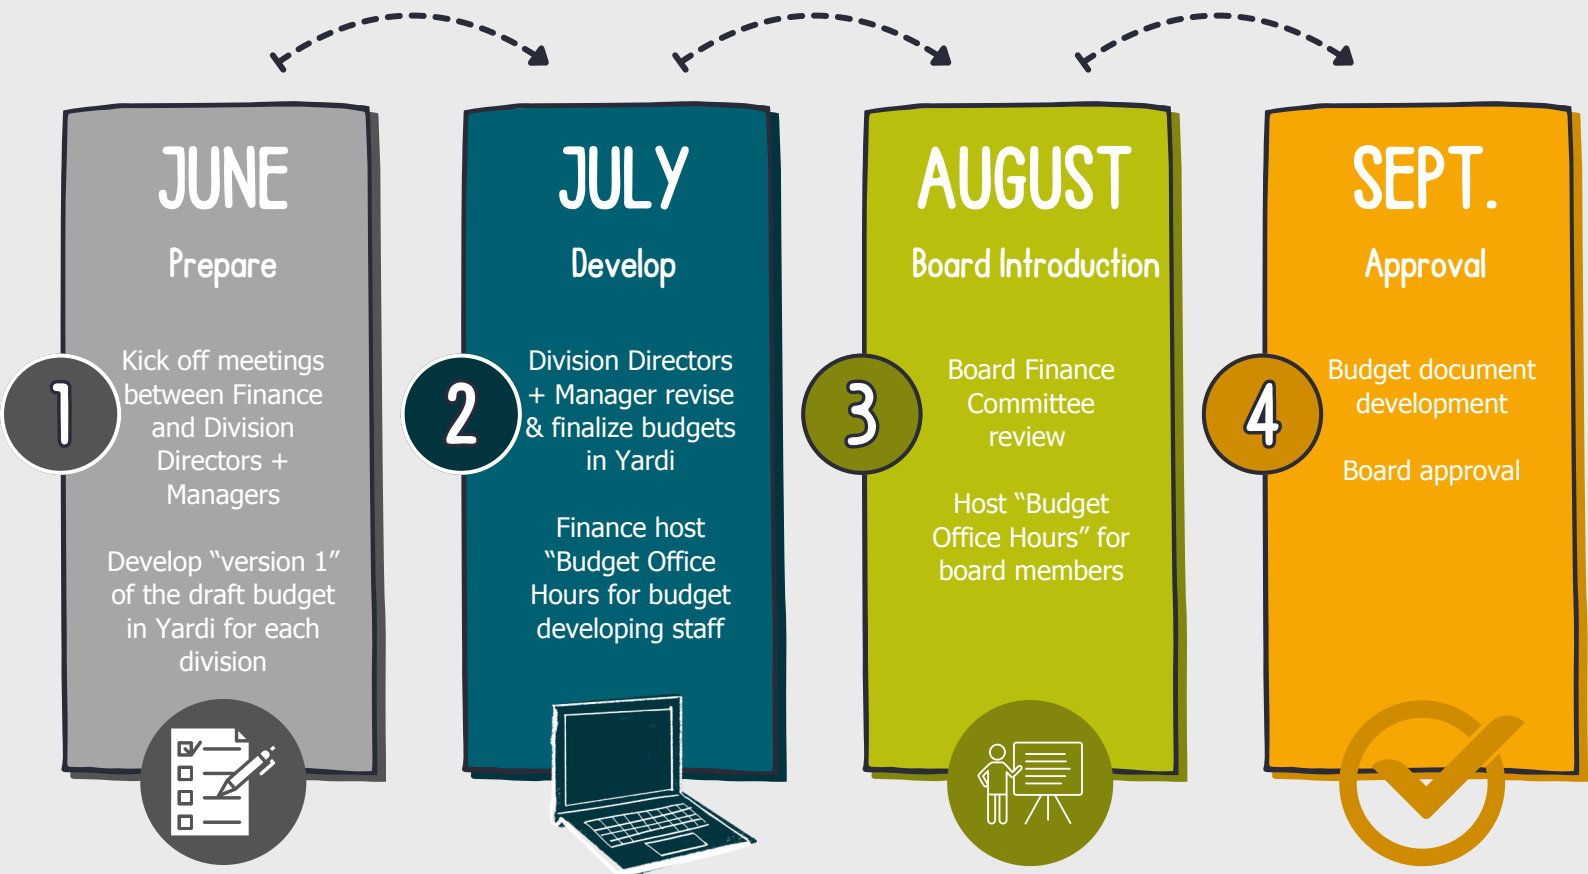 JUNE
Prepare
1
Kick off meetings
between Finance
and Division
Directors +
Managers
Develop “version 1”
of the draft budget
in Yardi for each
division
JULY
Develop
2
Division Directors
+ Manager revise
& finalize budgets
in Yardi
Finance host
“Budget Office
Hours for budget
developing staff
AUGUST
Board Introduction
3
Board Finance
Committee
review
Host “Budget
Office Hours” for
board members
SEPT.
Approval
4
Budget document
development
Board approval